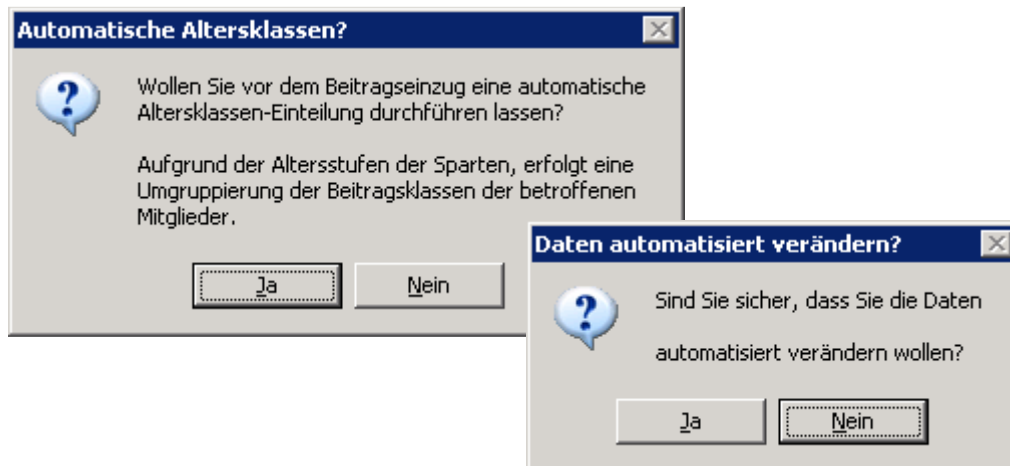 Automatische Altersklassen?
Wollen Sie vor dem Beitragseinzug eine automatische
Altersklassen-Einteilung durchführen lassen?
Aufgrund der Altersstufen der Sparten, erfolgt eine
Umgruppierung der Beitragsklassen der betroffenen
Mitglieder.
Ja Nein
Daten automatisiert verändern?
Sind Sie sicher, dass Sie die Daten
automatisiert verändern wollen?
Ja Nein